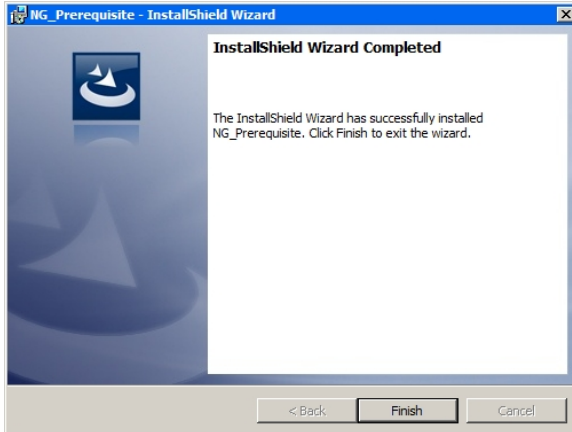 NG_Prerequisite - InstallShield Wizard
InstallShield Wizard Completed
The InstallShield Wizard has successfully installed
NG_Prerequisite. Click Finish to exit the wizard.
< Back
Finish
Cancel